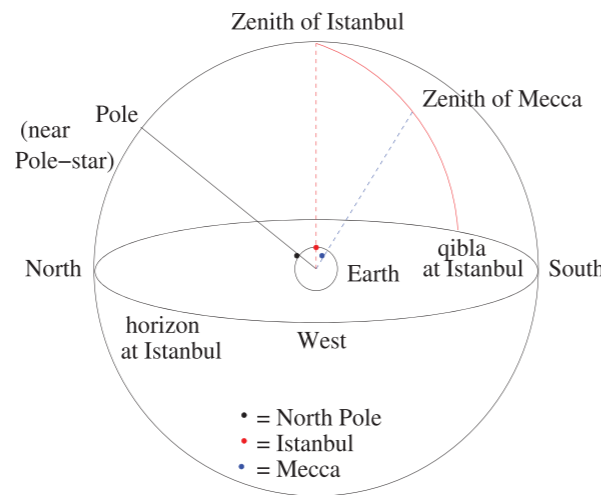 Zenith of Istanbul
Zenith of Mecca
Pole
(near
Pole−star)
qibla
at Istanbul
North
Earth
South
horizon
at Istanbul
West
= North Pole
= Istanbul
= Mecca